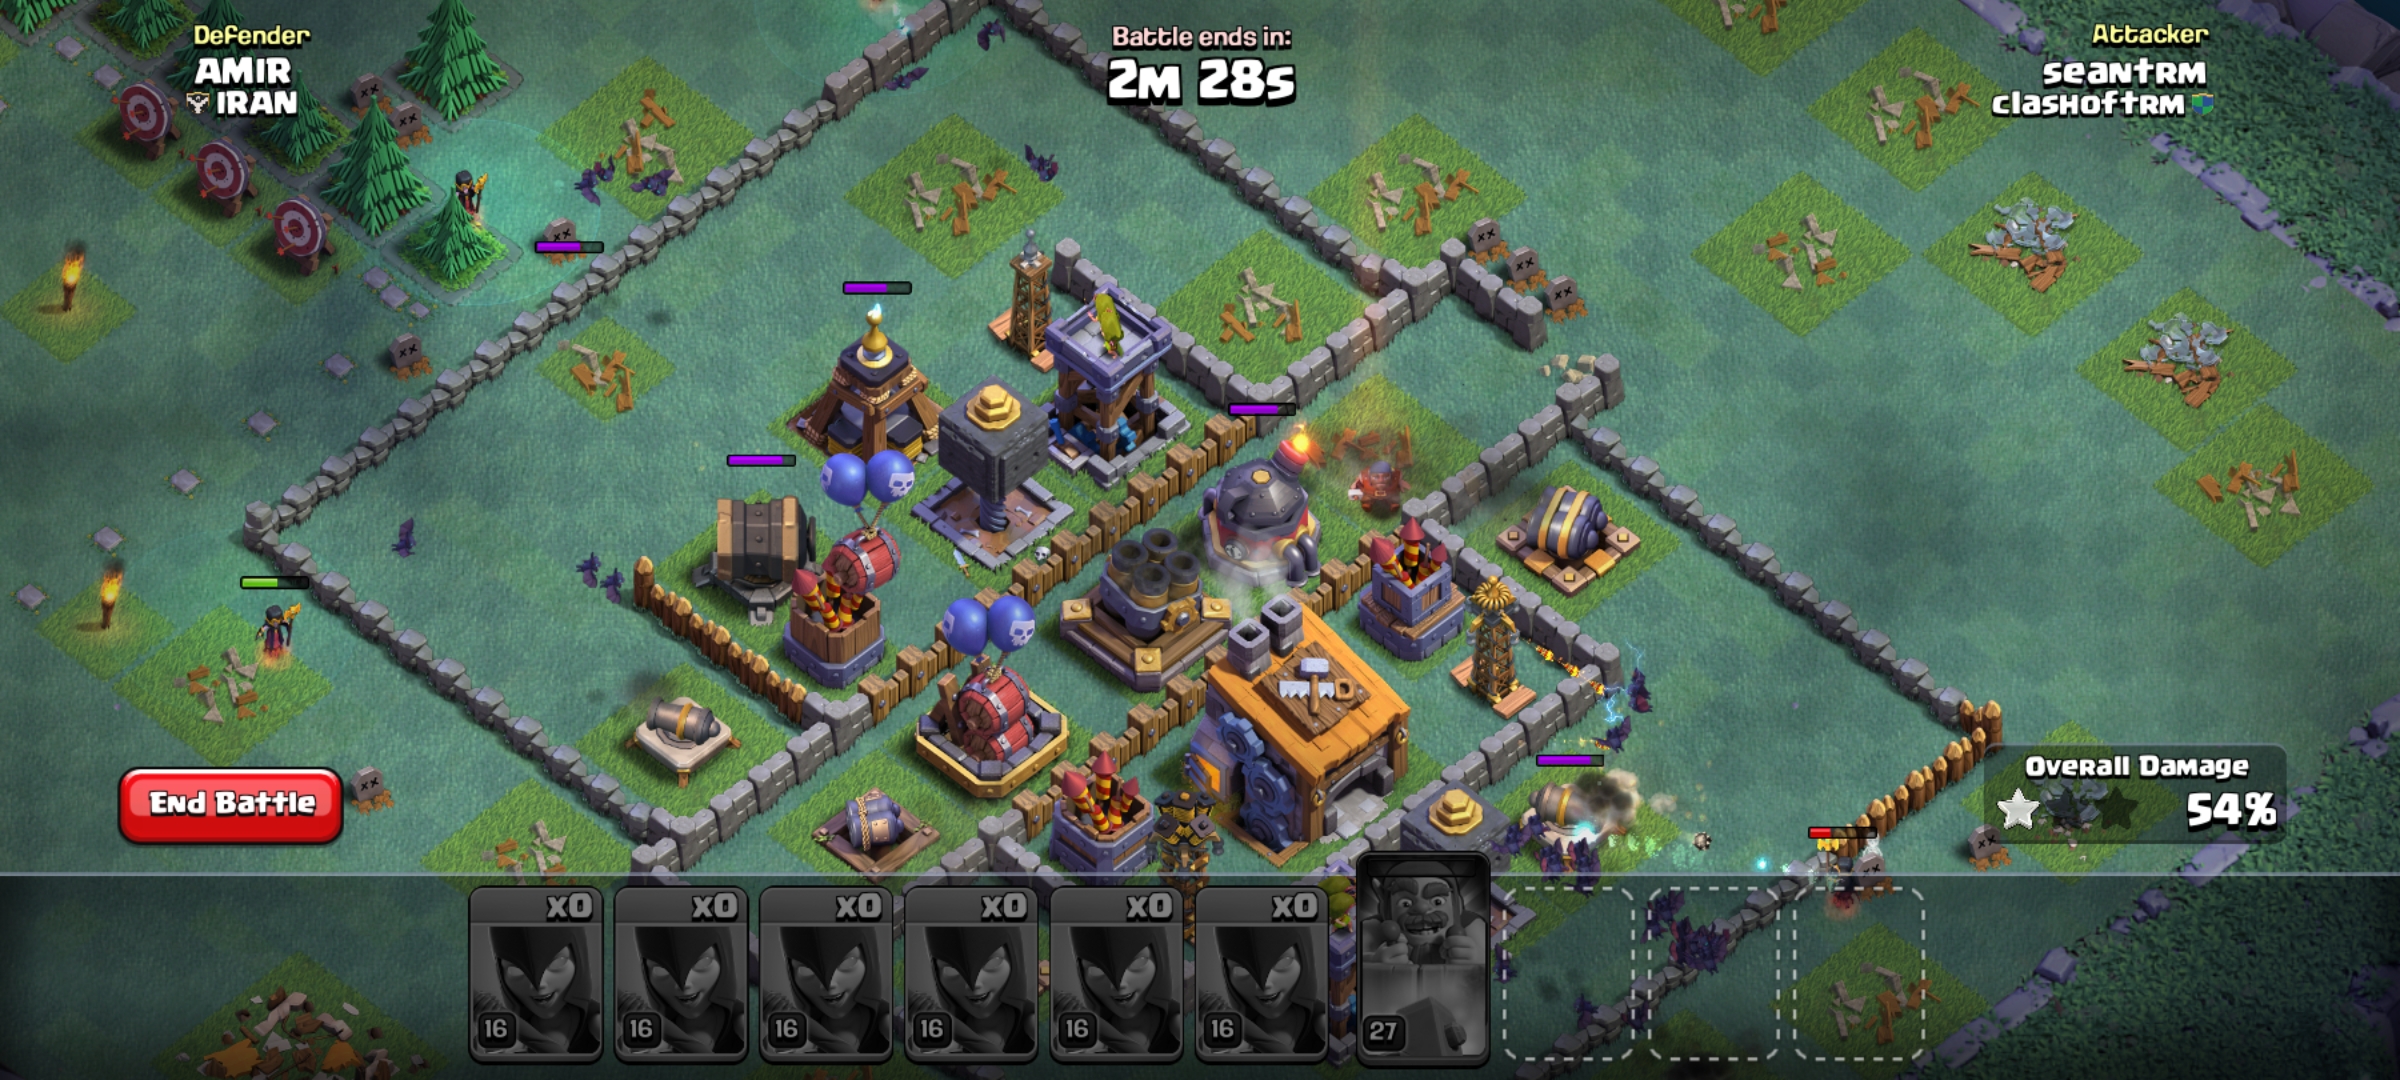 Defender
AMIR
IRAN
Battle ends in:
2M 28s
Attacker
seantRM
clashoftRM
End Battle
Overall Damage
54%
x0
x0
x0
x0
x0
x0
16
16
16
16
16
16
27